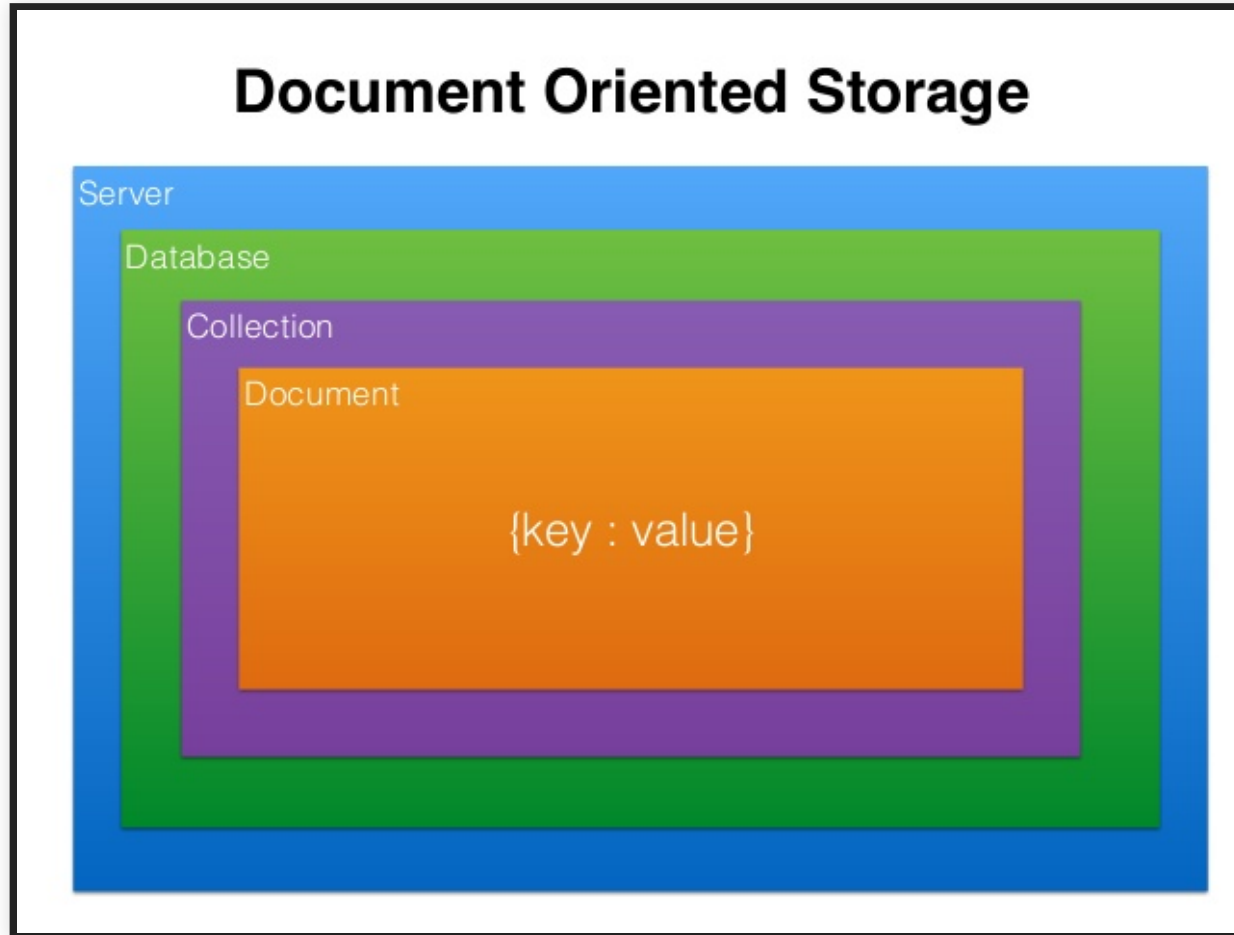 Document Oriented Storage
Server
Database
Collection
Document
{key : value}